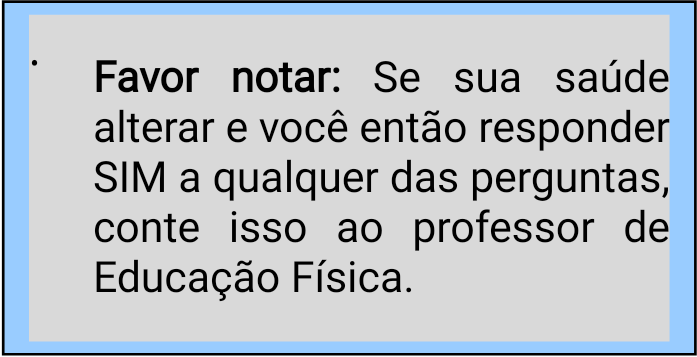 · Favor notar: Se sua saúde
alterar e você então responder
SIM a qualquer das perguntas,
conte isso ao professor de
Educação Física.